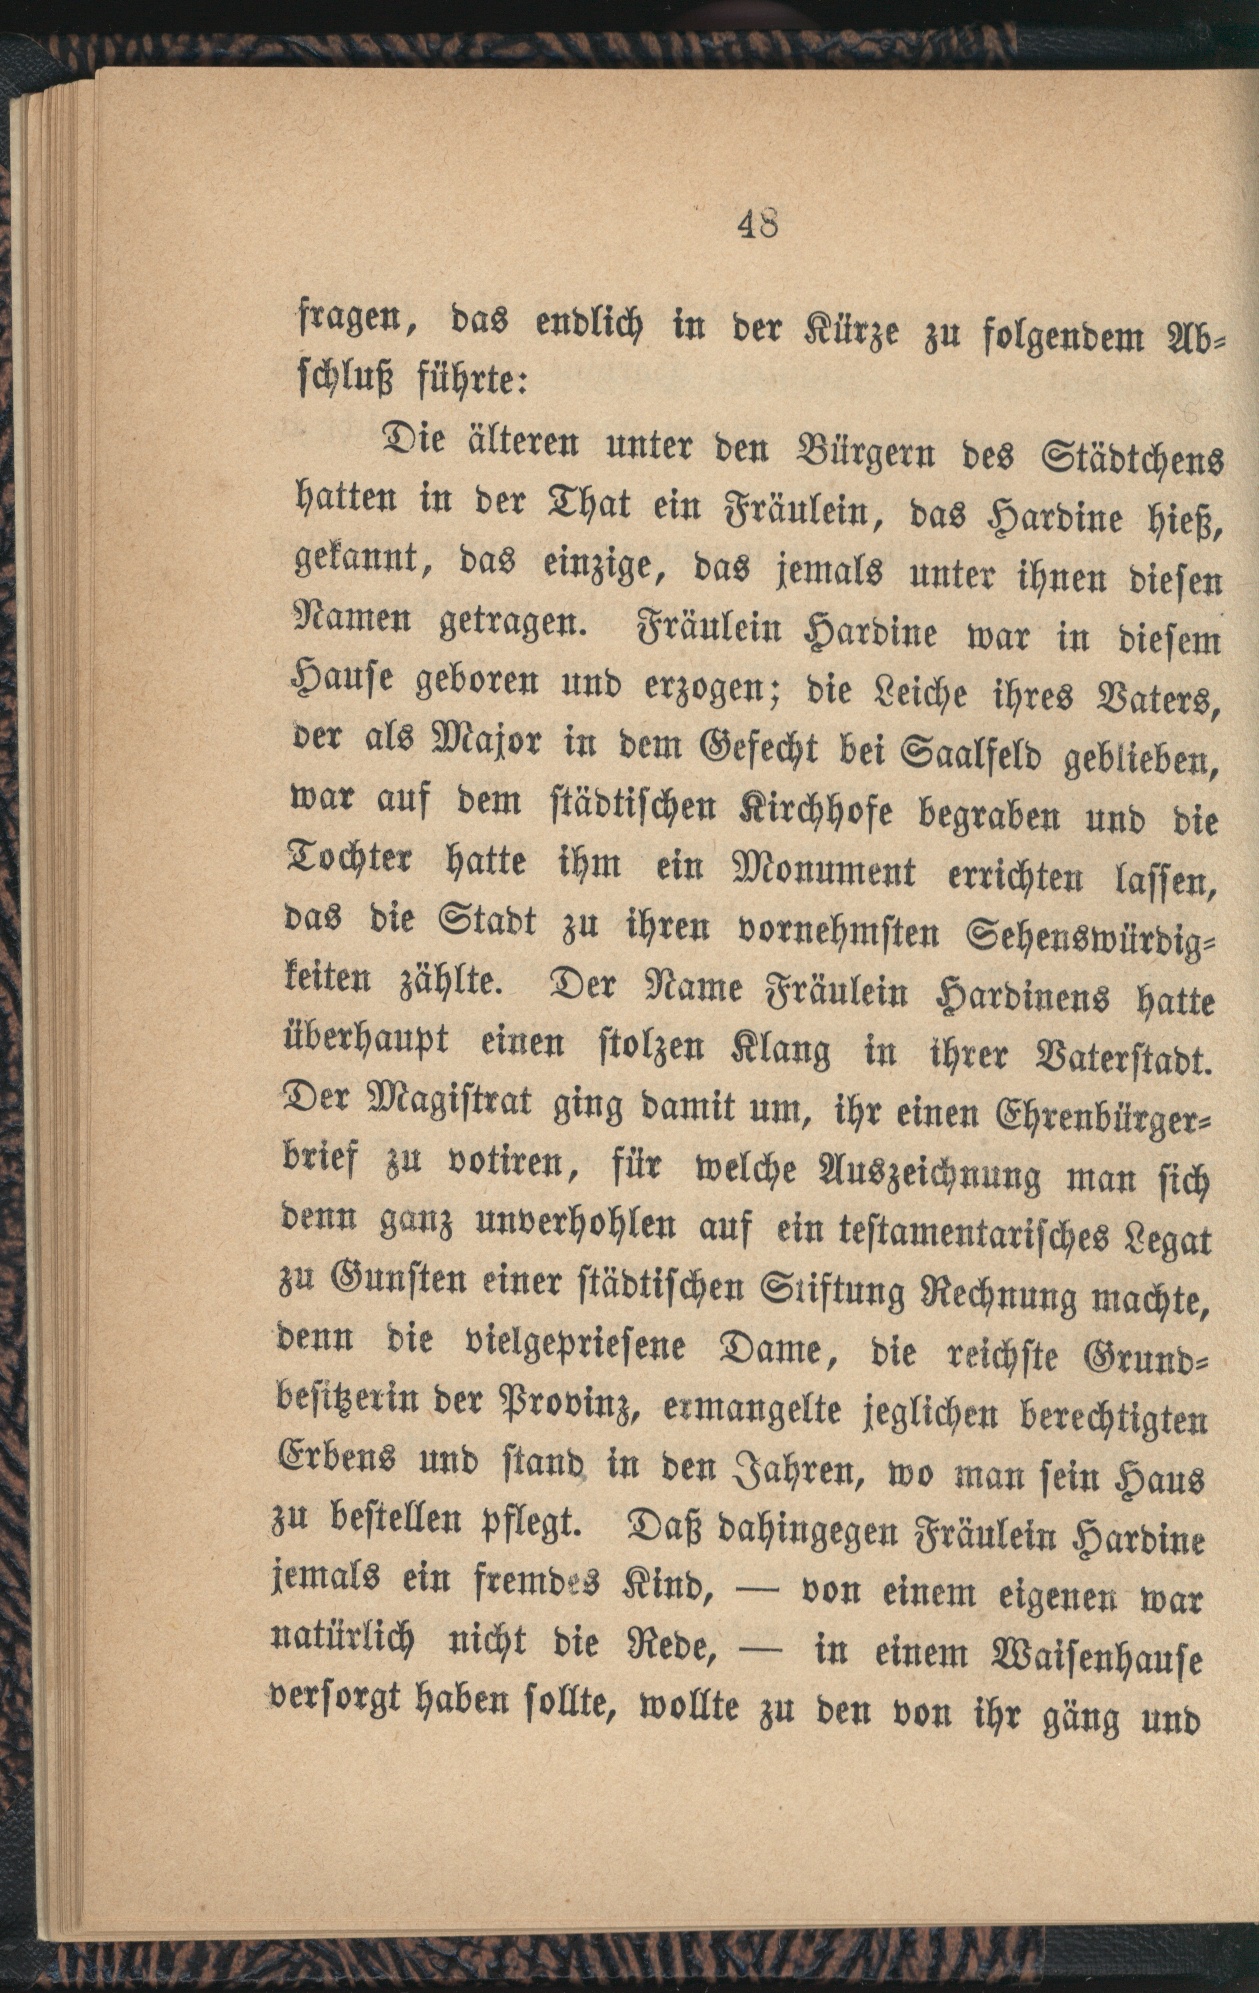 48
fragen, das endlich in der Kürze zu folgendem Ab-
schluß führte:
Die älteren unter den Bürgern des Städtchens
hatten in der That ein Fräulein, das Hardine hieß,
gekannt, das einzige, das jemals unter ihnen diesen
Namen getragen. Fräulein Hardine war in diesem
Hause geboren und erzogen; die Leiche ihres Vaters,
der als Major in dem Gefecht bei Saalfeld geblieben,
war auf dem städtischen Kirchhofe begraben und die
Tochter hatte ihm ein Monument errichten lassen,
das die Stadt zu ihren vornehmsten Sehenswürdig-
keiten zählte. Der Name Fräulein Hardinens hatte
überhaupt einen stolzen Klang in ihrer Vaterstadt.
Der Magistrat ging damit um, ihr einen Ehrenbürger-
brief zu votiren, für welche Auszeichnung man sich
denn ganz unverhohlen auf ein testamentarisches Legat
zu Gunsten einer städtischen Stiftung Rechnung machte,
denn die vielgepriesene Dame, die reichste Grund-
besitzerin der Provinz, ermangelte jeglichen berechtigten
Erbens und stand in den Jahren, wo man sein Haus
zu bestellen pflegt. Daß dahingegen Fräulein Hardine
jemals ein fremdes Kind, — von einem eigenen war
natürlich nicht die Rede, — in einem Waisenhause
versorgt haben sollte, wollte zu den von ihr gäng und